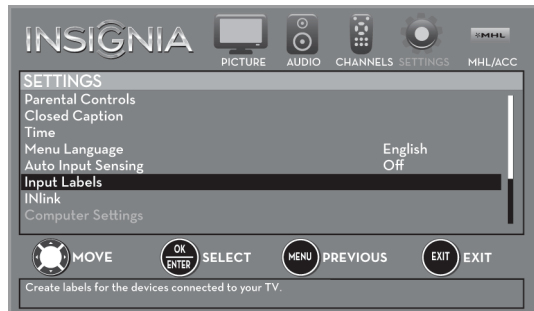 INSIGNIA
PICTURE AUDIO CHANNELS SETTINGS MHL MHL/ACC
SETTINGS
Parental Controls
Closed Caption
Time
Menu Language English
Auto Input Sensing Off
Input Labels
INlink
Computer Settings
MOVE OK ENTER SELECT MENU PREVIOUS EXIT EXIT
Create labels for the devices connected to your TV.